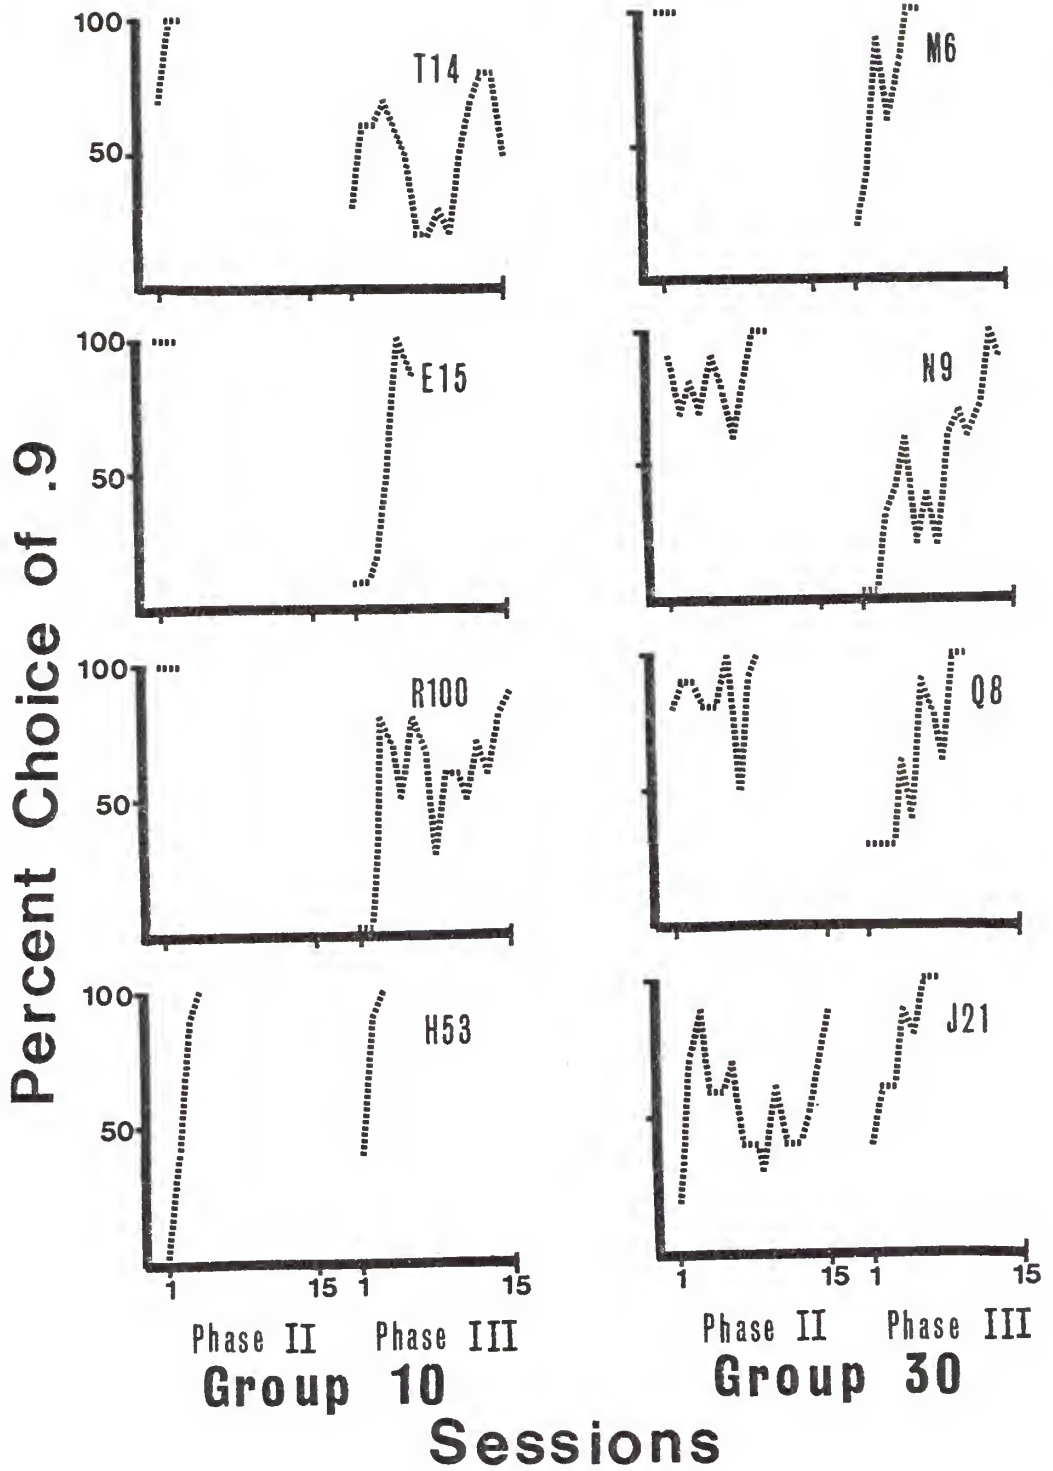 Percent Choice of .9
100
50
T14
M6
100
50
E15
N9
100
50
R100
Q8
100
50
H53
J21
1 15 1 15
1 15 1 15
Phase II Phase III
Group 10
Phase II Phase III
Group 30
Sessions